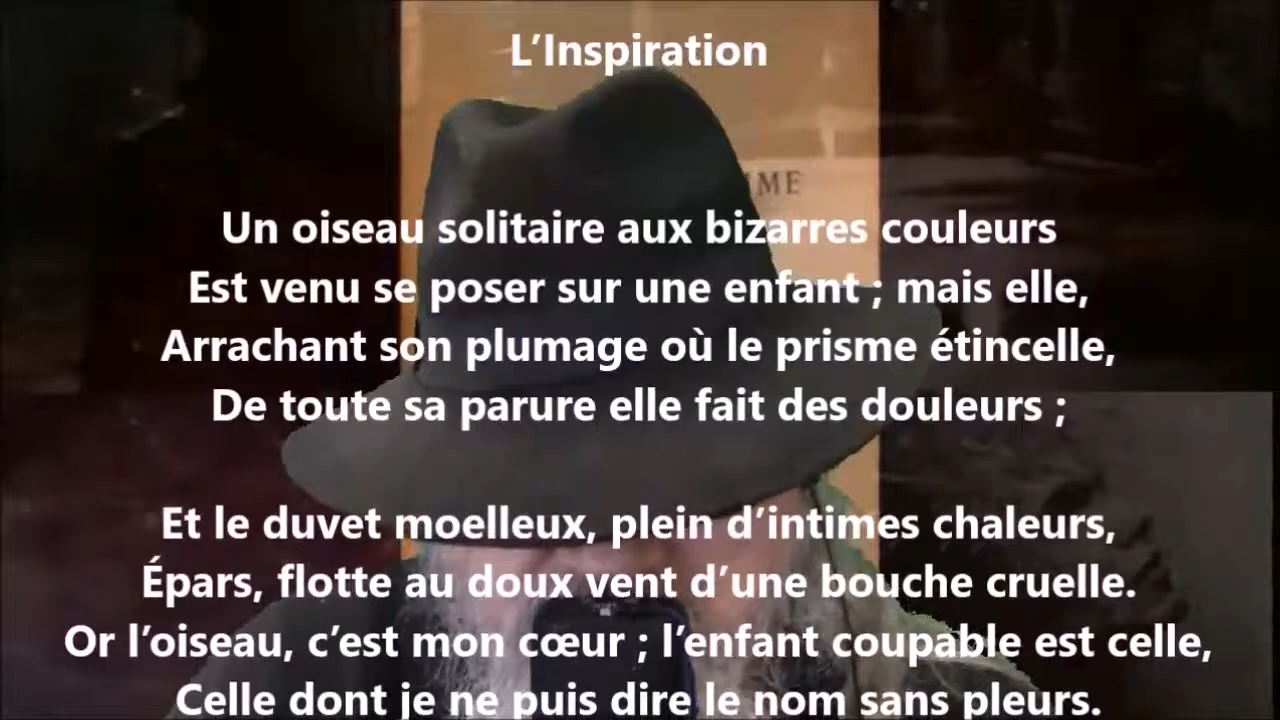 L’Inspiration
IME
Un oiseau solitaire aux bizarres couleurs
Est venu se poser sur une enfant ; mais elle,
Arrachant son plumage où le prisme étincelle,
De toute sa parure elle fait des douleurs ;
Et le duvet moelleux, plein d’intimes chaleurs,
Épars, flotte au doux vent d’une bouche cruelle.
Or l’oiseau, c’est mon cœur ; l’enfant coupable est celle,
Celle dont je ne puis dire le nom sans pleurs.